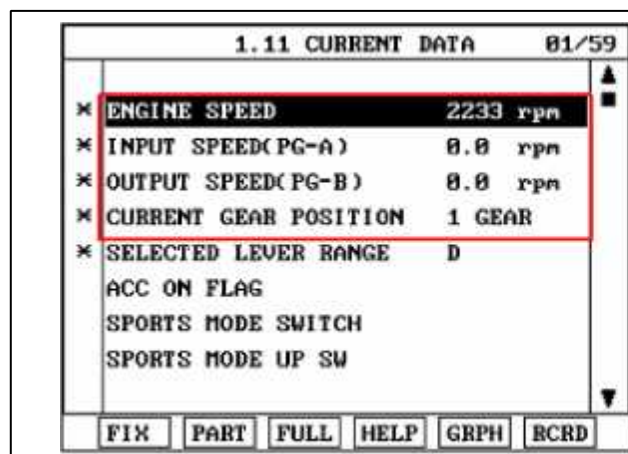 1.11 CURRENT DATA 01/59
* ENGINE SPEED 2233 rpm
* INPUT SPEED(PG-A) 0.0 rpm
* OUTPUT SPEED(PG-B) 0.0 rpm
* CURRENT GEAR POSITION 1 GEAR
* SELECTED LEVER RANGE D
ACC ON FLAG
SPORTS MODE SWITCH
SPORTS MODE UP SW
FIX PART FULL HELP GRPH RCRD